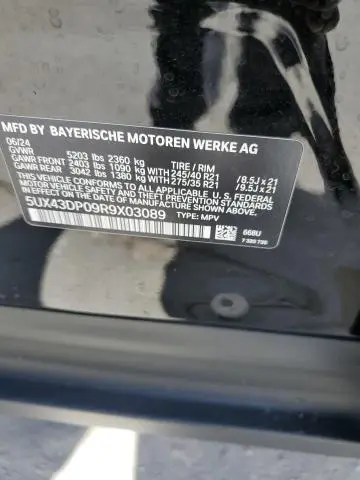 MFD BY BAYERISCHE MOTOREN WERKE AG
06/24
GVWR 5203 lbs 2360 kg TIRE / RIM
GAWR FRONT 2403 lbs 1090 kg WITH 245/40 R21 /8.5J x 21
GAWR REAR 3042 lbs 1380 kg WITH 275/35 R21 /9.5J x 21
THIS VEHICLE CONFORMS TO ALL APPLICABLE U.S. FEDERAL
MOTOR VEHICLE SAFETY, BUMPER, AND
THEFT PREVENTION STANDARDS IN EFFECT
ON THE DATE OF MANUFACTURE SHOWN ABOVE.
5UX43DP09R9X03089 TYPE: MPV
668U